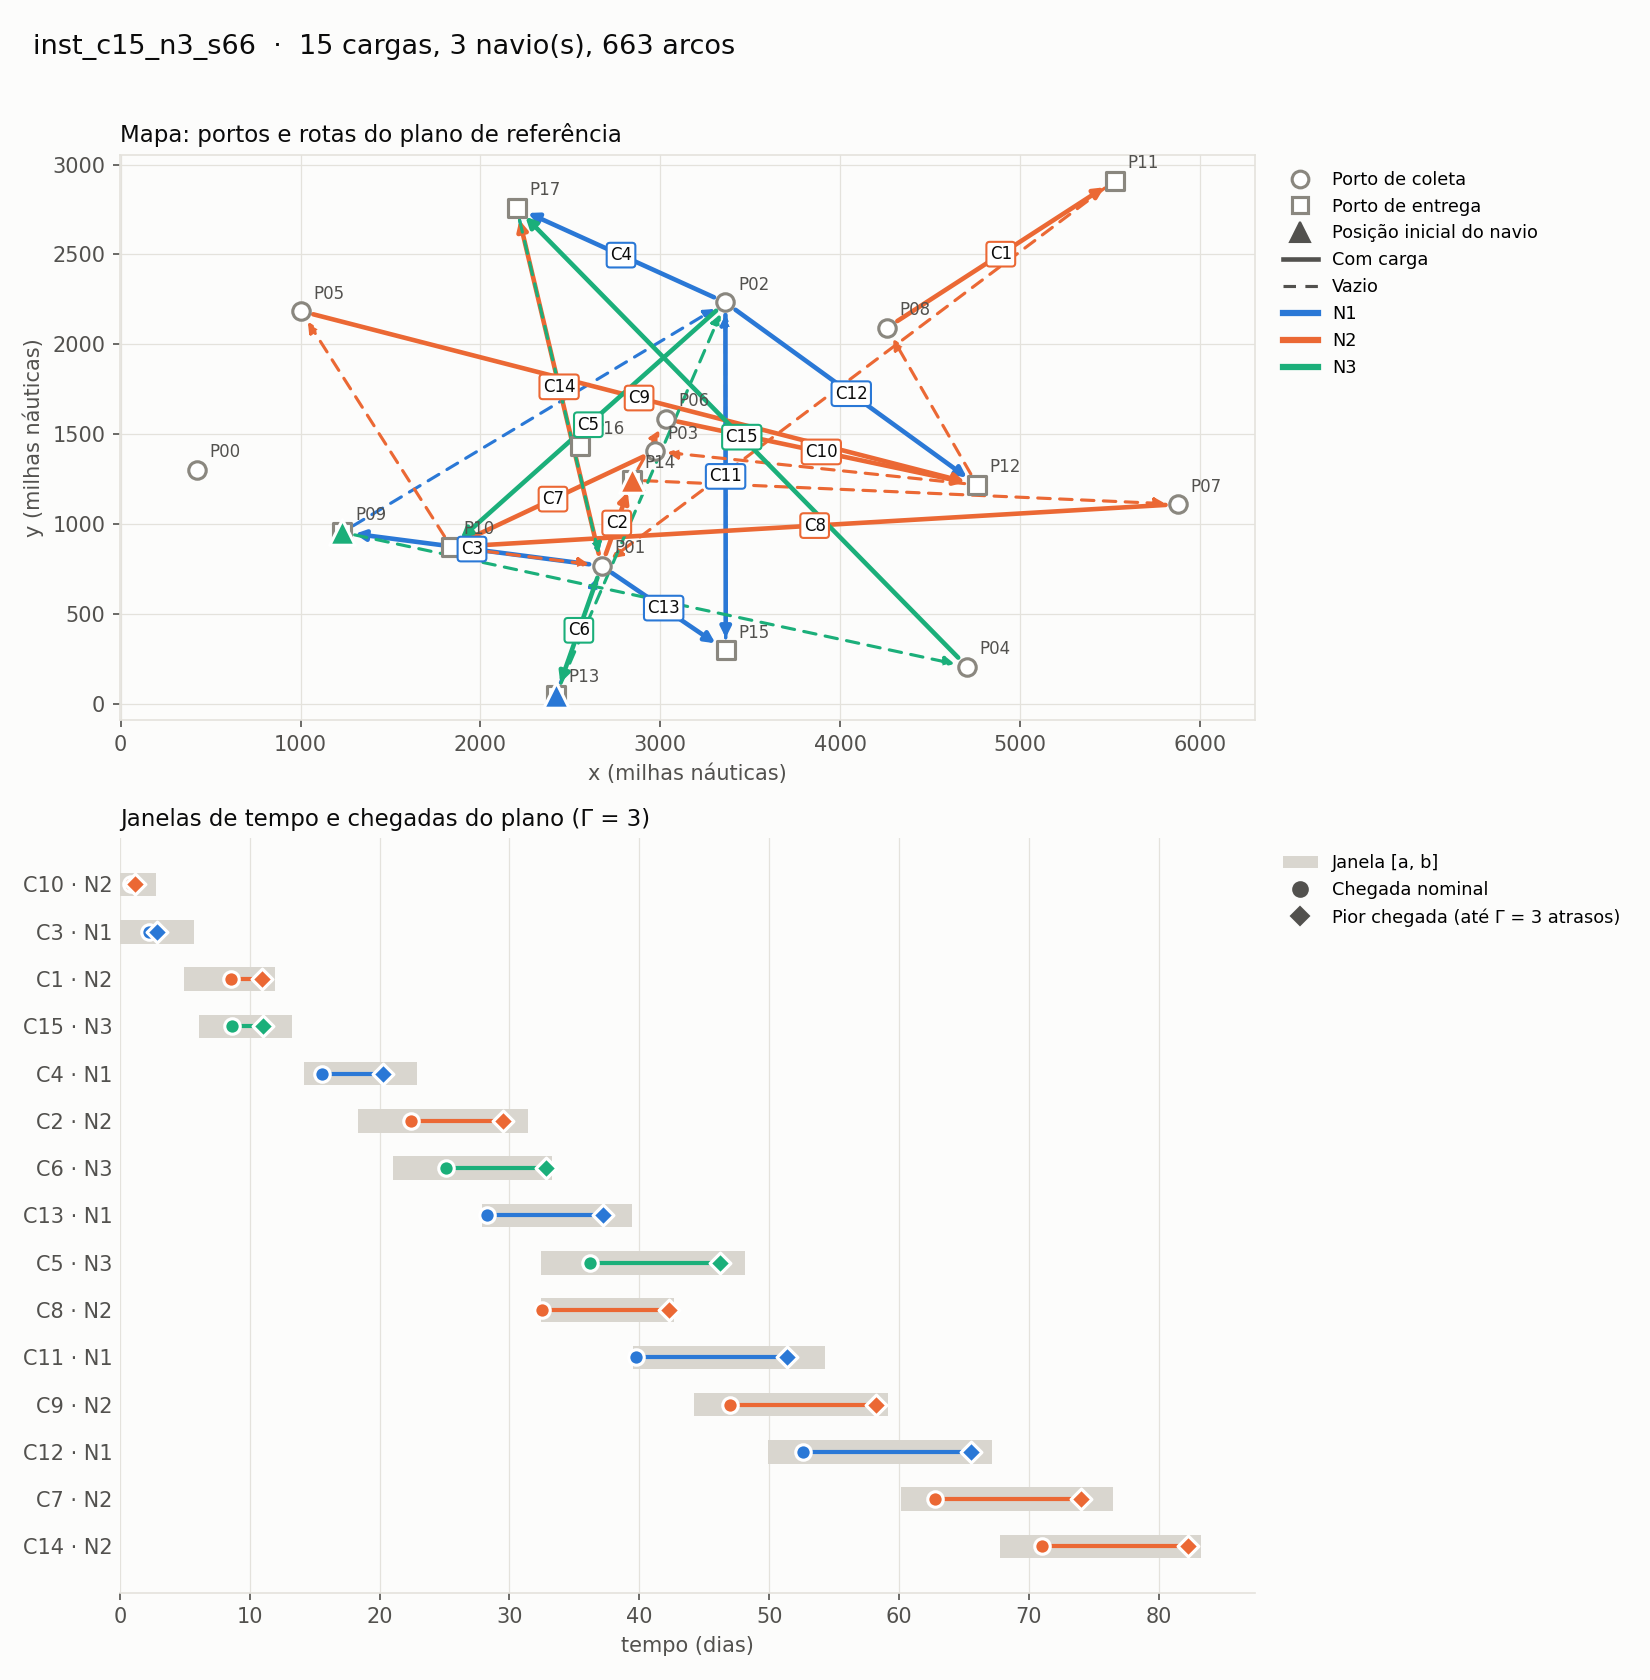 inst_c15_n3_s66 · 15 cargas, 3 navio(s), 663 arcos
Mapa: portos e rotas do plano de referência
y (milhas náuticas)
3000
2500
2000
1500
1000
500
0
0 1000 2000 3000 4000 5000 6000
x (milhas náuticas)
P11
P17
C4
C1
P02
P05
P08
C14
C9
C12
P06
C5
16
P03
C15
C10
P00
P14
P12
C11
P07
C7
P09
P10
C2
C8
C3
P01
C13
C6
P15
P04
P13
Porto de coleta
Porto de entrega
Posição inicial do navio
Com carga
Vazio
N1
N2
N3
Janelas de tempo e chegadas do plano (Γ = 3)
C10 · N2
C3 · N1
C1 · N2
C15 · N3
C4 · N1
C2 · N2
C6 · N3
C13 · N1
C5 · N3
C8 · N2
C11 · N1
C9 · N2
C12 · N1
C7 · N2
C14 · N2
0 10 20 30 40 50 60 70 80
tempo (dias)
Janela [a, b]
Chegada nominal
Pior chegada (até Γ = 3 atrasos)